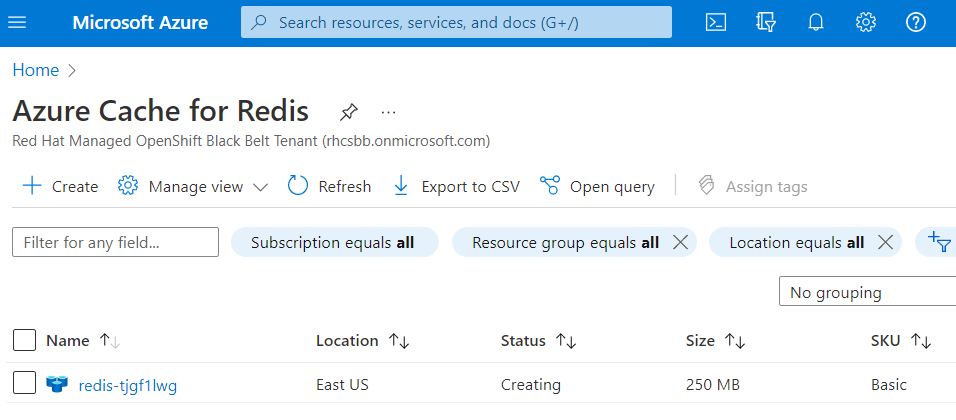 Microsoft Azure
Search resources, services, and docs (G+/)
Home
Azure Cache for Redis
Red Hat Managed OpenShift Black Belt Tenant (rhcsbb.onmicrosoft.com)
Create Manage view Refresh Export to CSV Open query Assign tags
Filter for any field... Subscription equals all Resource group equals all Location equals all
No grouping
Name Location Status Size SKU
redis-tjgf1lwg East US Creating 250 MB Basic